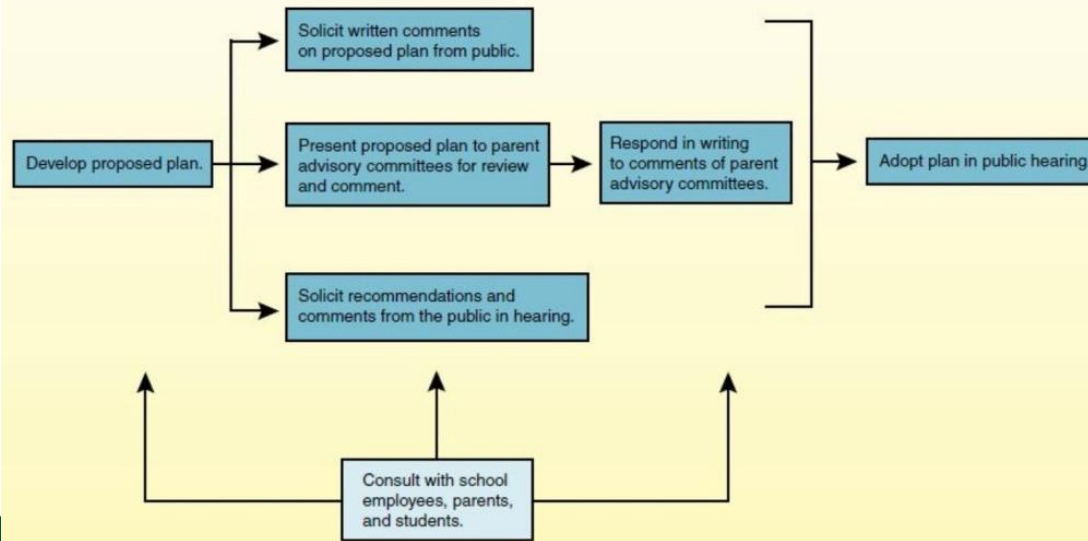 Solicit written comments
on proposed plan from public.
Develop proposed plan.
Present proposed plan to parent
advisory committees for review
and comment.
Respond in writing
to comments of parent
advisory committees.
Adopt plan in public hearing
Solicit recommendations and
comments from the public in hearing.
Consult with school
employees, parents,
and students.